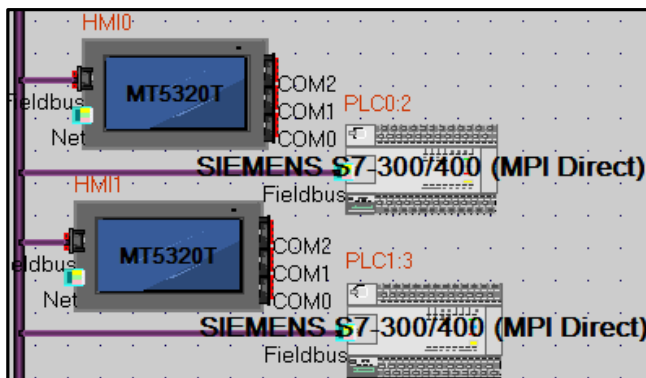 HMI0
MT5320T
COM2
COM1
COM0
Fieldbus
Net
PLC0:2
SIEMENS S7-300/400 (MPI Direct)
Fieldbus
HMI1
MT5320T
COM2
COM1
COM0
eldbus
Net
PLC1:3
SIEMENS S7-300/400 (MPI Direct)
Fieldbus